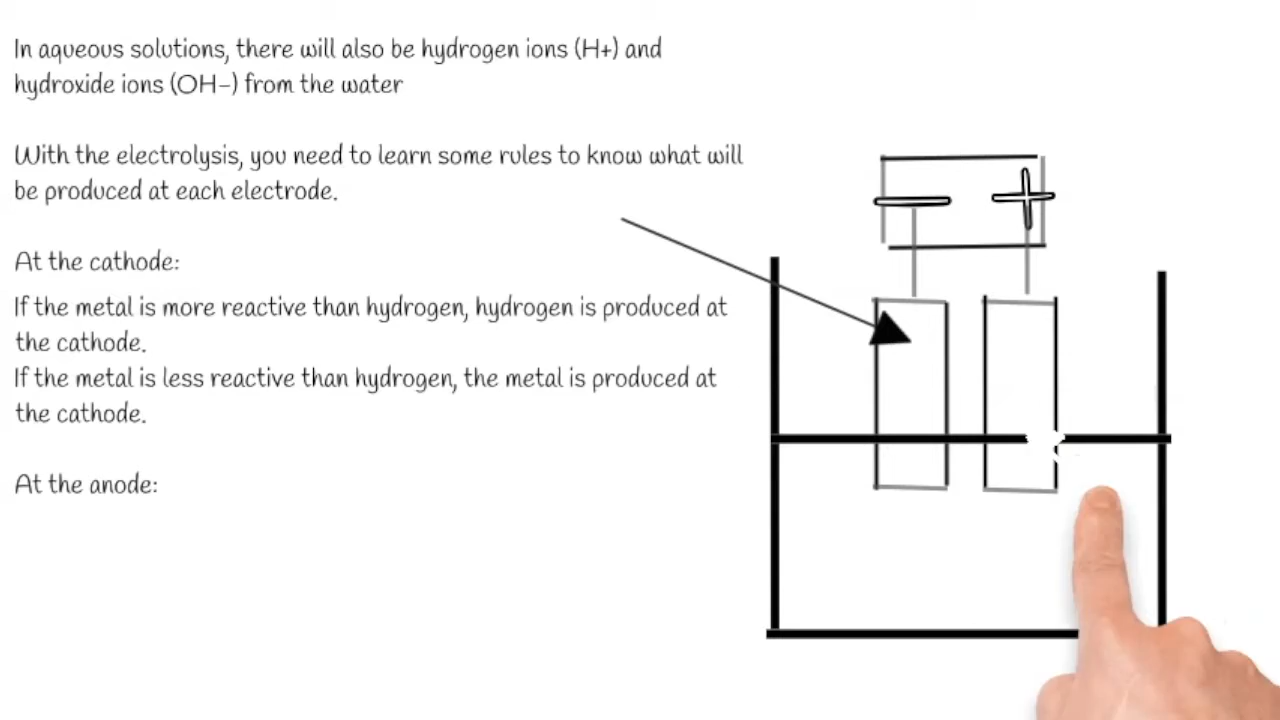 In aqueous solutions, there will also be hydrogen ions (H+) and
hydroxide ions (OH-) from the water
With the electrolysis, you need to learn some rules to know what will
be produced at each electrode.
At the cathode:
If the metal is more reactive than hydrogen, hydrogen is produced at
the cathode.
If the metal is less reactive than hydrogen, the metal is produced at
the cathode.
At the anode:
− +